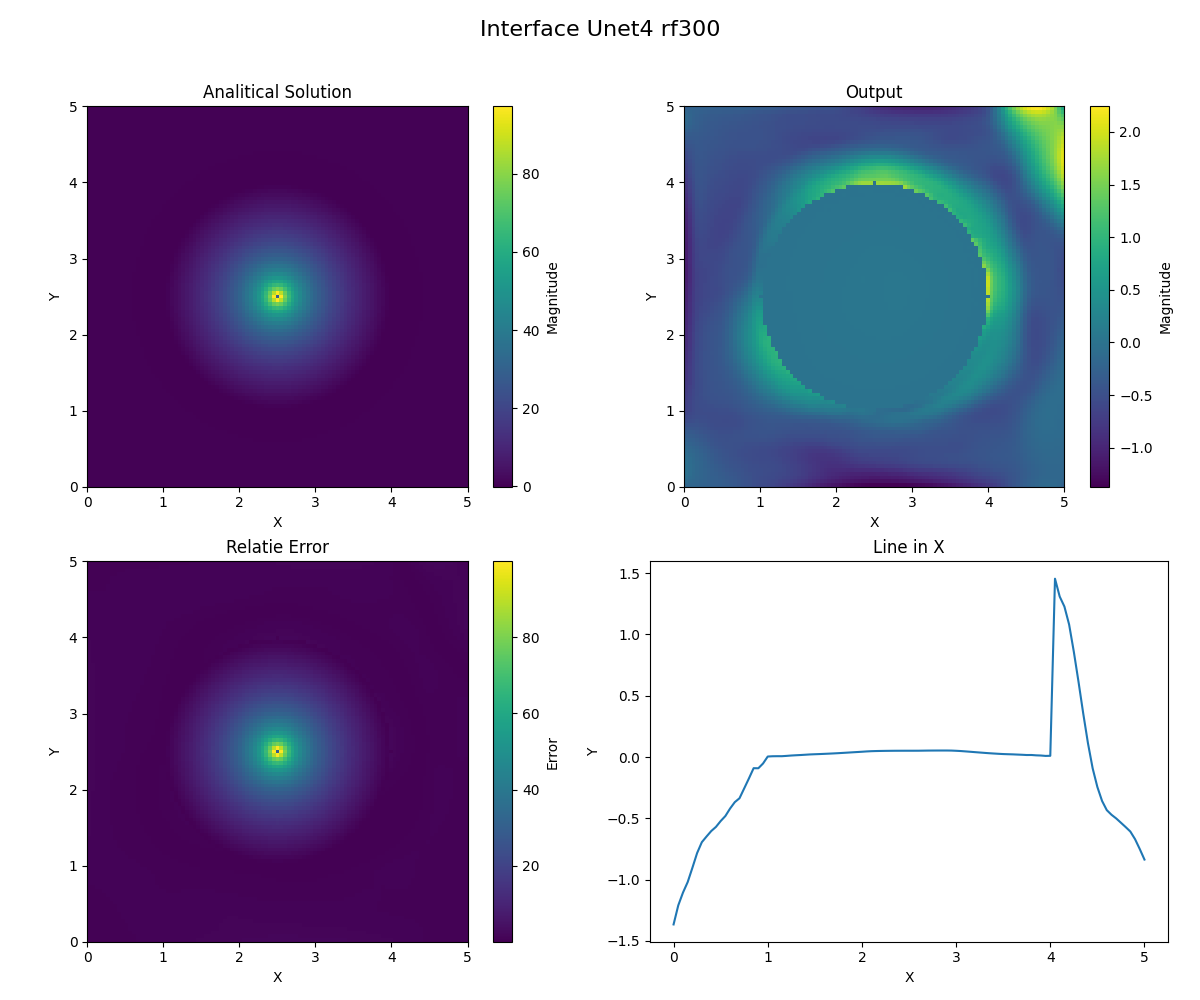 Interface Unet4 rf300
Analitical Solution
5
4
3
2
1
0
0 1 2 3 4 5
X
Y
80
60
40
20
0
Magnitude
Output
5
4
3
2
1
0
0 1 2 3 4 5
X
Y
2.0
1.5
1.0
0.5
0.0
−0.5
−1.0
Magnitude
Relatie Error
5
4
3
2
1
0
0 1 2 3 4 5
X
Y
80
60
40
20
Error
Line in X
1.5
1.0
0.5
0.0
−0.5
−1.0
−1.5
0 1 2 3 4 5
X
Y